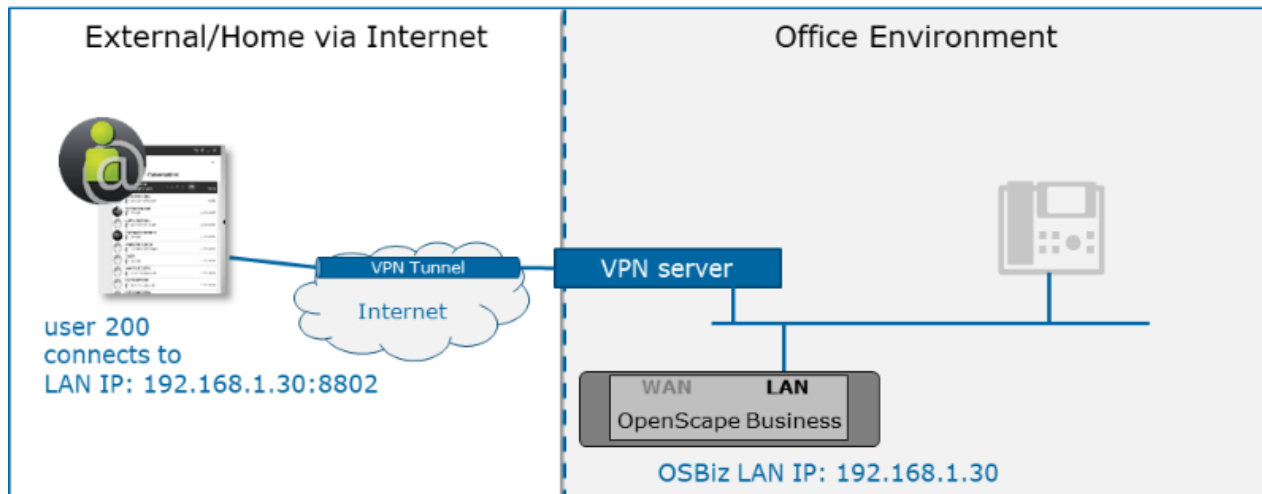 External/Home via Internet
Office Environment
@
VPN Tunnel
VPN server
Internet
user 200
connects to
LAN IP: 192.168.1.30:8802
WAN LAN
OpenScape Business
OSBiz LAN IP: 192.168.1.30